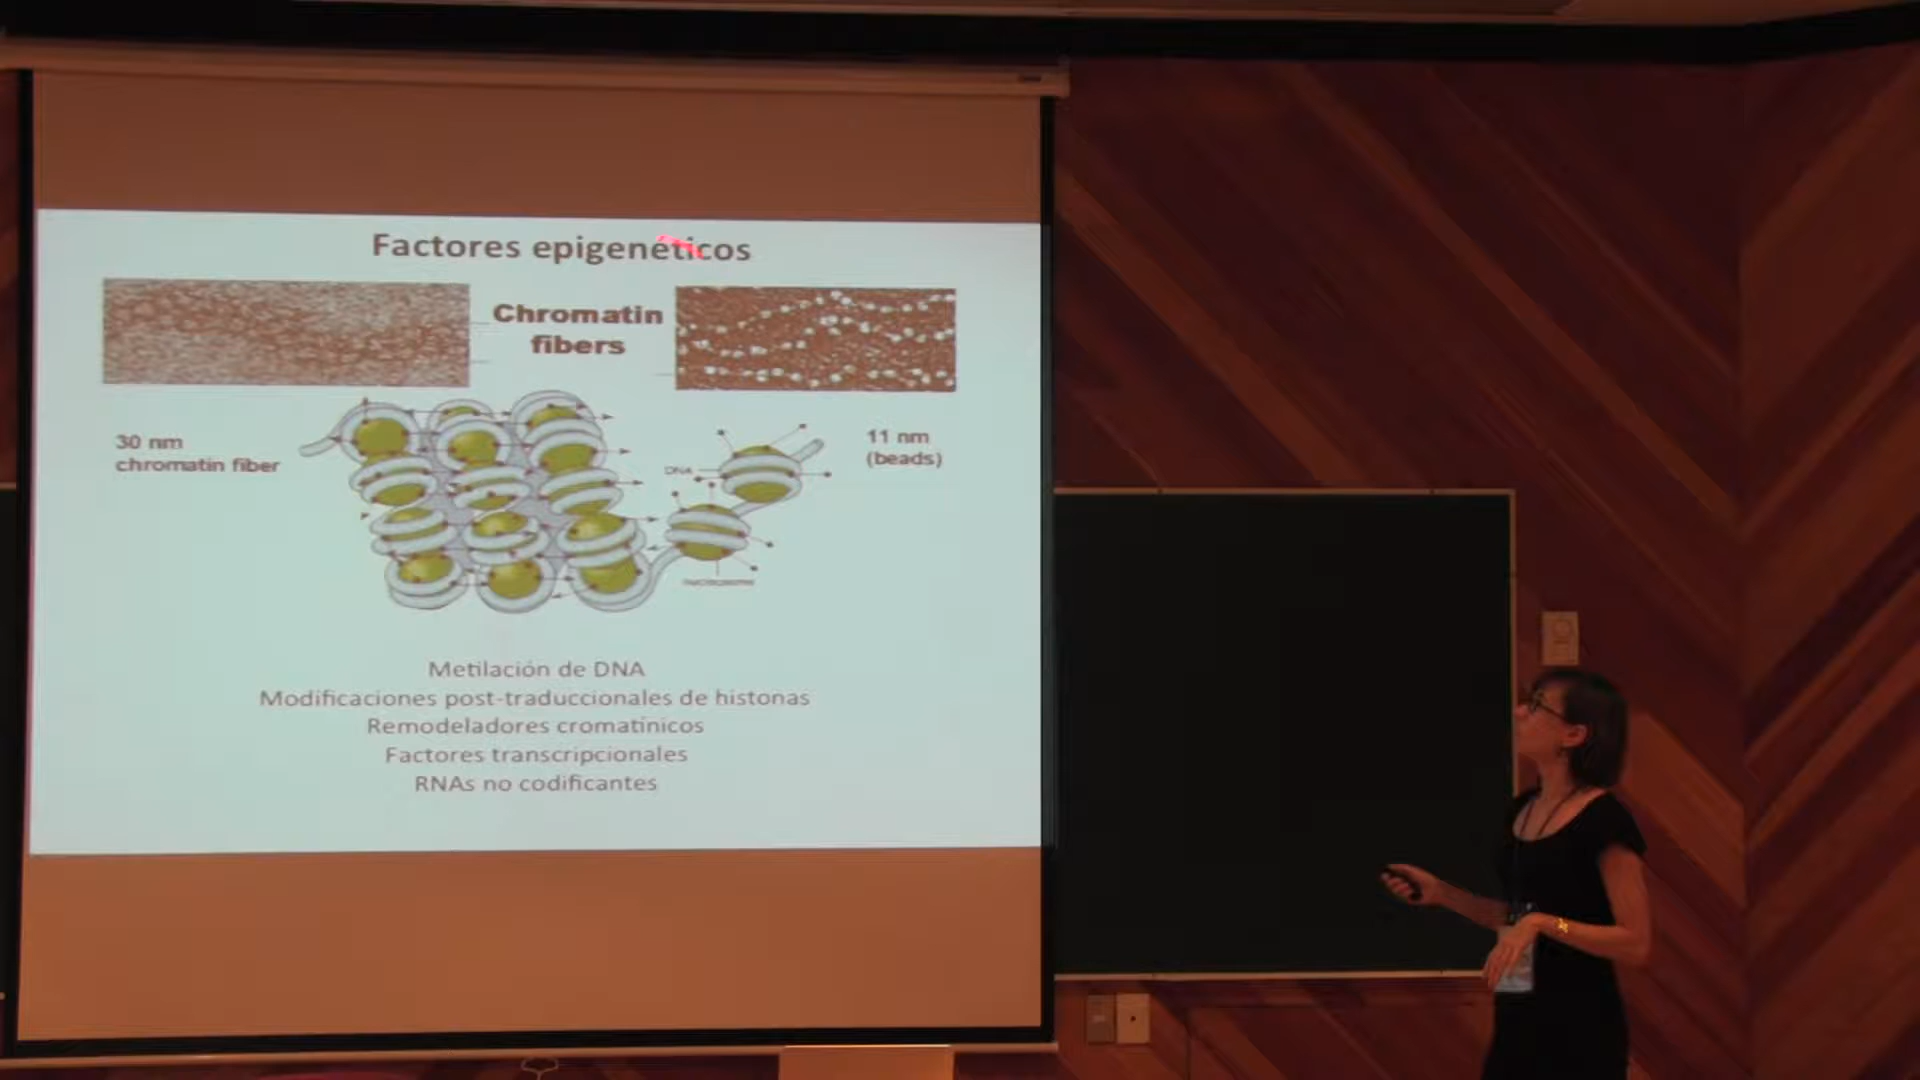 Factores epigenéticos
Chromatin
fibers
30 nm
chromatin fiber
11 nm
(beads)
DNA
nucleosome
Metilación de DNA
Modificaciones post-traduccionales de histonas
Remodeladores cromatínicos
Factores transcripcionales
RNAs no codificantes